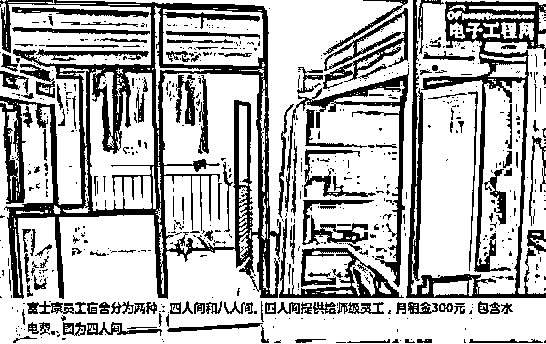 电子工程网
富士康员工宿舍分为两种：四人间和八人间。四人间提供给师级员工，月租金300元，包含水
电费。图为四人间。